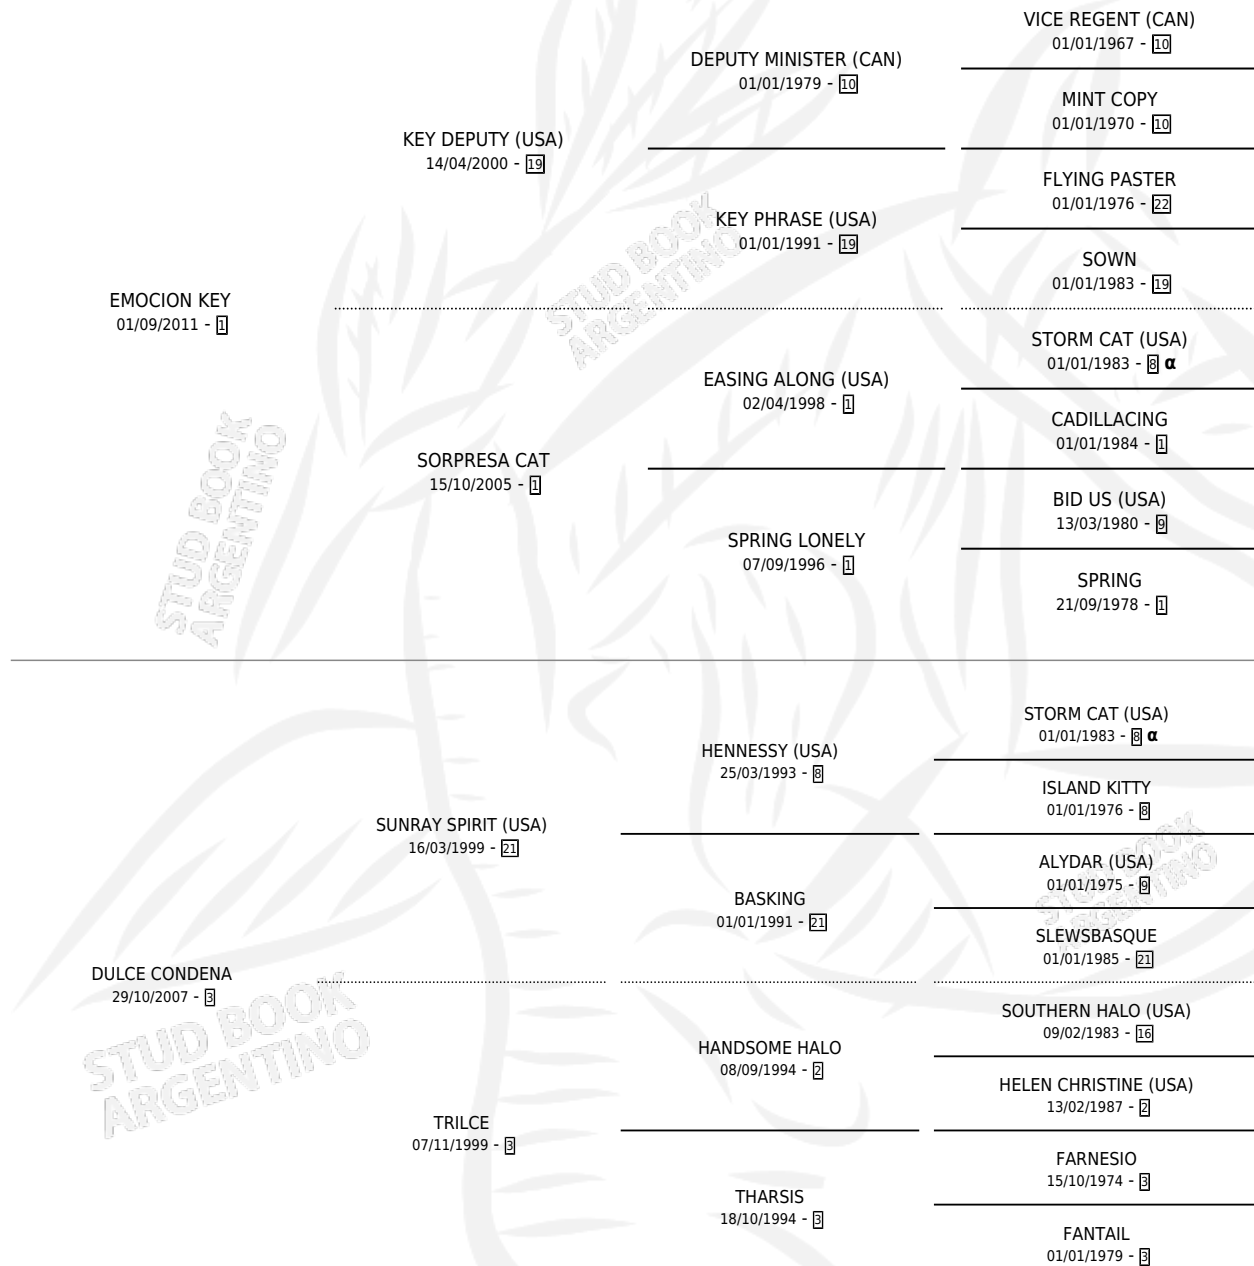 VICE REGENT (CAN)
01/01/1967 - 10
DEPUTY MINISTER (CAN)
01/01/1979 - 10
MINT COPY
01/01/1970 - 10
KEY DEPUTY (USA)
14/04/2000 - 19
FLYING PASTER
01/01/1976 - 22
KEY PHRASE (USA)
01/01/1991 - 19
SOWN
01/01/1983 - 19
EMOCION KEY
01/09/2011 - 1
STORM CAT (USA)
01/01/1983 - 8 α
EASING ALONG (USA)
02/04/1998 - 1
CADILLACING
01/01/1984 - 1
SORPRESA CAT
15/10/2005 - 1
BID US (USA)
13/03/1980 - 9
SPRING LONELY
07/09/1996 - 1
SPRING
21/09/1978 - 1
STORM CAT (USA)
01/01/1983 - 8 α
HENNESSY (USA)
25/03/1993 - 8
ISLAND KITTY
01/01/1976 - 8
SUNRAY SPIRIT (USA)
16/03/1999 - 21
ALYDAR (USA)
01/01/1975 - 9
BASKING
01/01/1991 - 21
SLEWSBASQUE
01/01/1985 - 21
DULCE CONDENA
29/10/2007 - 3
SOUTHERN HALO (USA)
09/02/1983 - 16
HANDSOME HALO
08/09/1994 - 2
HELEN CHRISTINE (USA)
13/02/1987 - 2
TRILCE
07/11/1999 - 3
FARNESIO
15/10/1974 - 3
THARSIS
18/10/1994 - 3
FANTAIL
01/01/1979 - 3
STUD BOOK
ARGENTINO
STUD BOOK
ARGENTINO
STUD BOOK
ARGENTINO
STUD BOOK
ARGENTINO